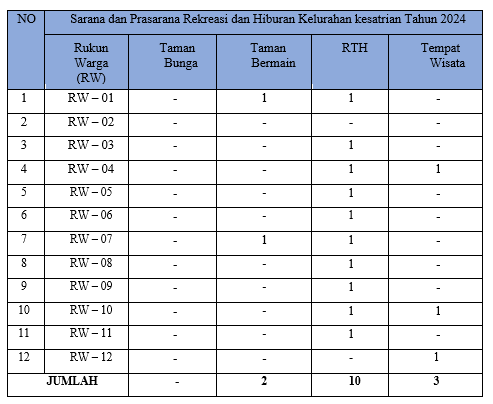 NO Sarana dan Prasarana Rekreasi dan Hiburan Kelurahan kesatrian Tahun 2024
Rukun Warga (RW) Taman Bunga Taman Bermain RTH Tempat Wisata
1 RW – 01 - 1 1 -
2 RW – 02 - - - -
3 RW – 03 - - 1 -
4 RW – 04 - - 1 1
5 RW – 05 - - 1 -
6 RW – 06 - - 1 -
7 RW – 07 - 1 1 -
8 RW – 08 - - 1 -
9 RW – 09 - - 1 -
10 RW – 10 - - 1 1
11 RW – 11 - - 1 -
12 RW – 12 - - - 1
JUMLAH - 2 10 3